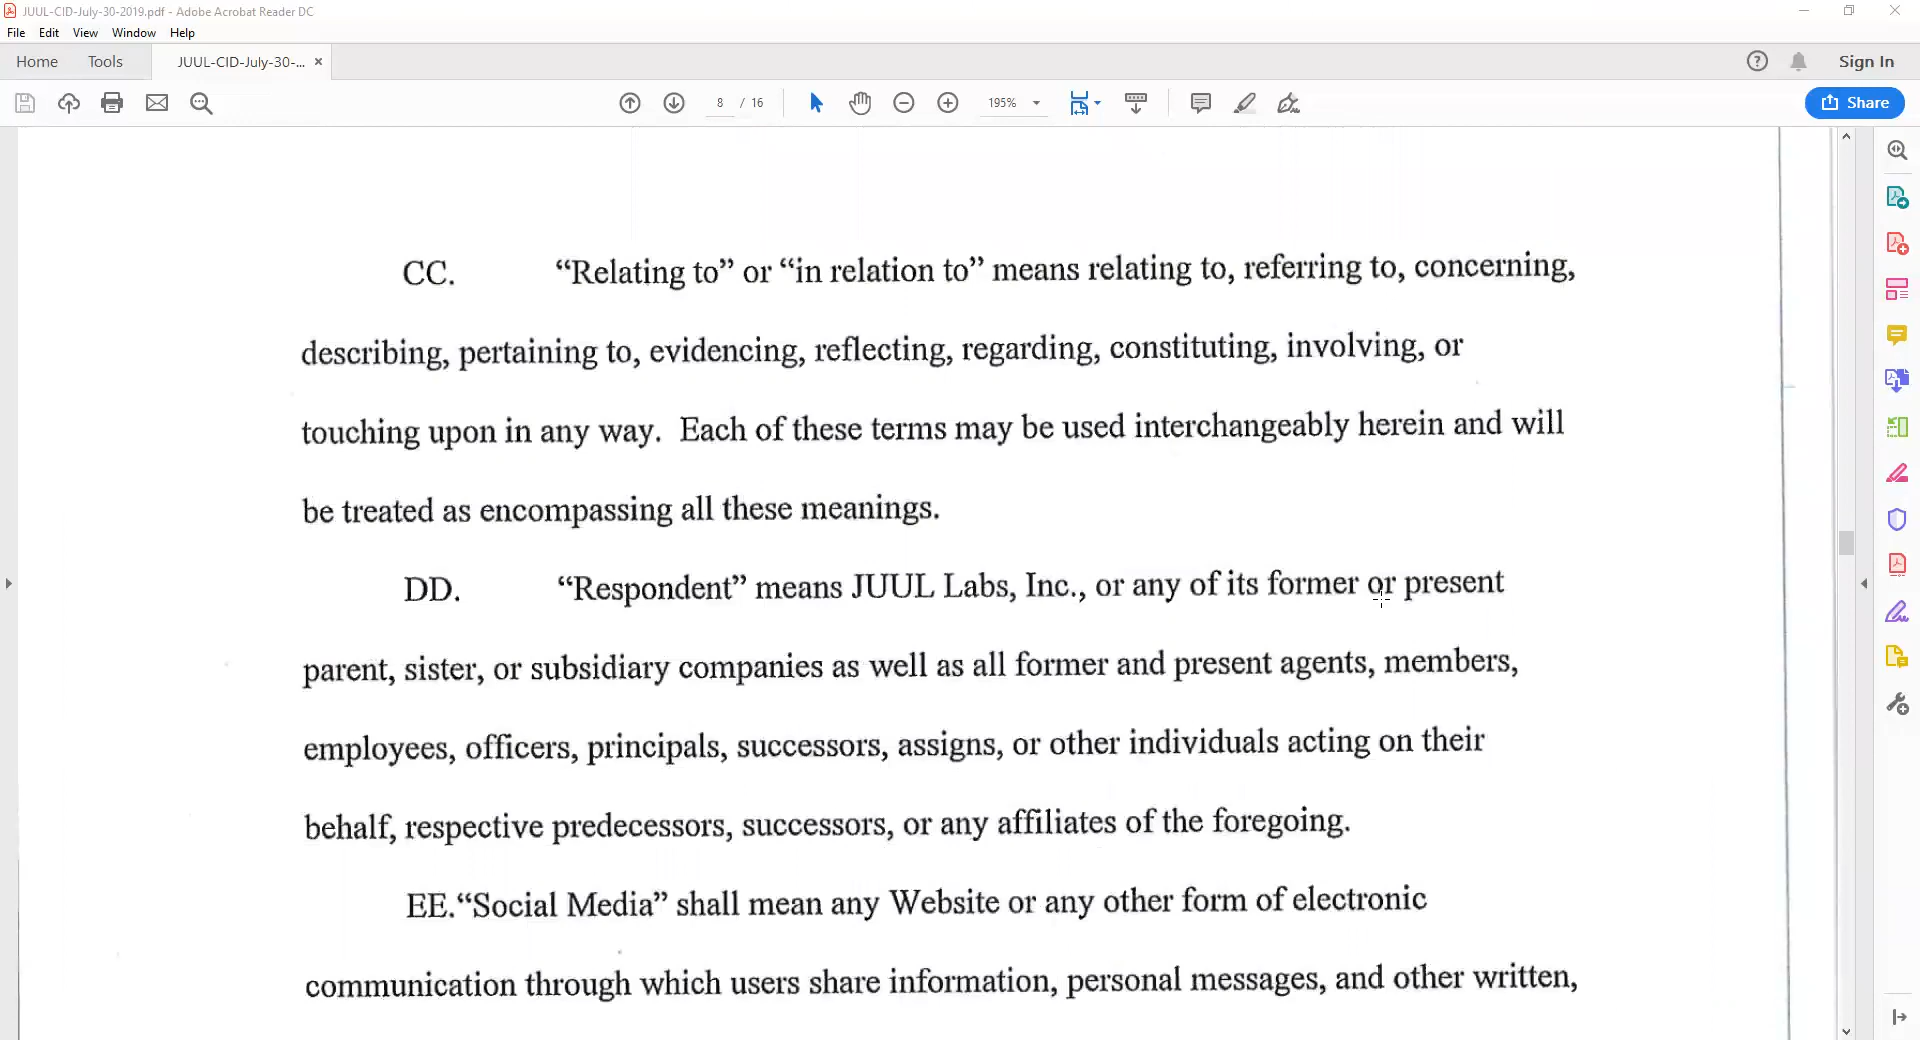 JUUL-CID-July-30-2019.pdf - Adobe Acrobat Reader DC
File Edit View Window Help
Home Tools JUUL-CID-July-30-... × Sign In
8 / 16 195% Share
CC. “Relating to” or “in relation to” means relating to, referring to, concerning,
describing, pertaining to, evidencing, reflecting, regarding, constituting, involving, or
touching upon in any way. Each of these terms may be used interchangeably herein and will
be treated as encompassing all these meanings.
DD. “Respondent” means JUUL Labs, Inc., or any of its former or present
parent, sister, or subsidiary companies as well as all former and present agents, members,
employees, officers, principals, successors, assigns, or other individuals acting on their
behalf, respective predecessors, successors, or any affiliates of the foregoing.
EE.“Social Media” shall mean any Website or any other form of electronic
communication through which users share information, personal messages, and other written,